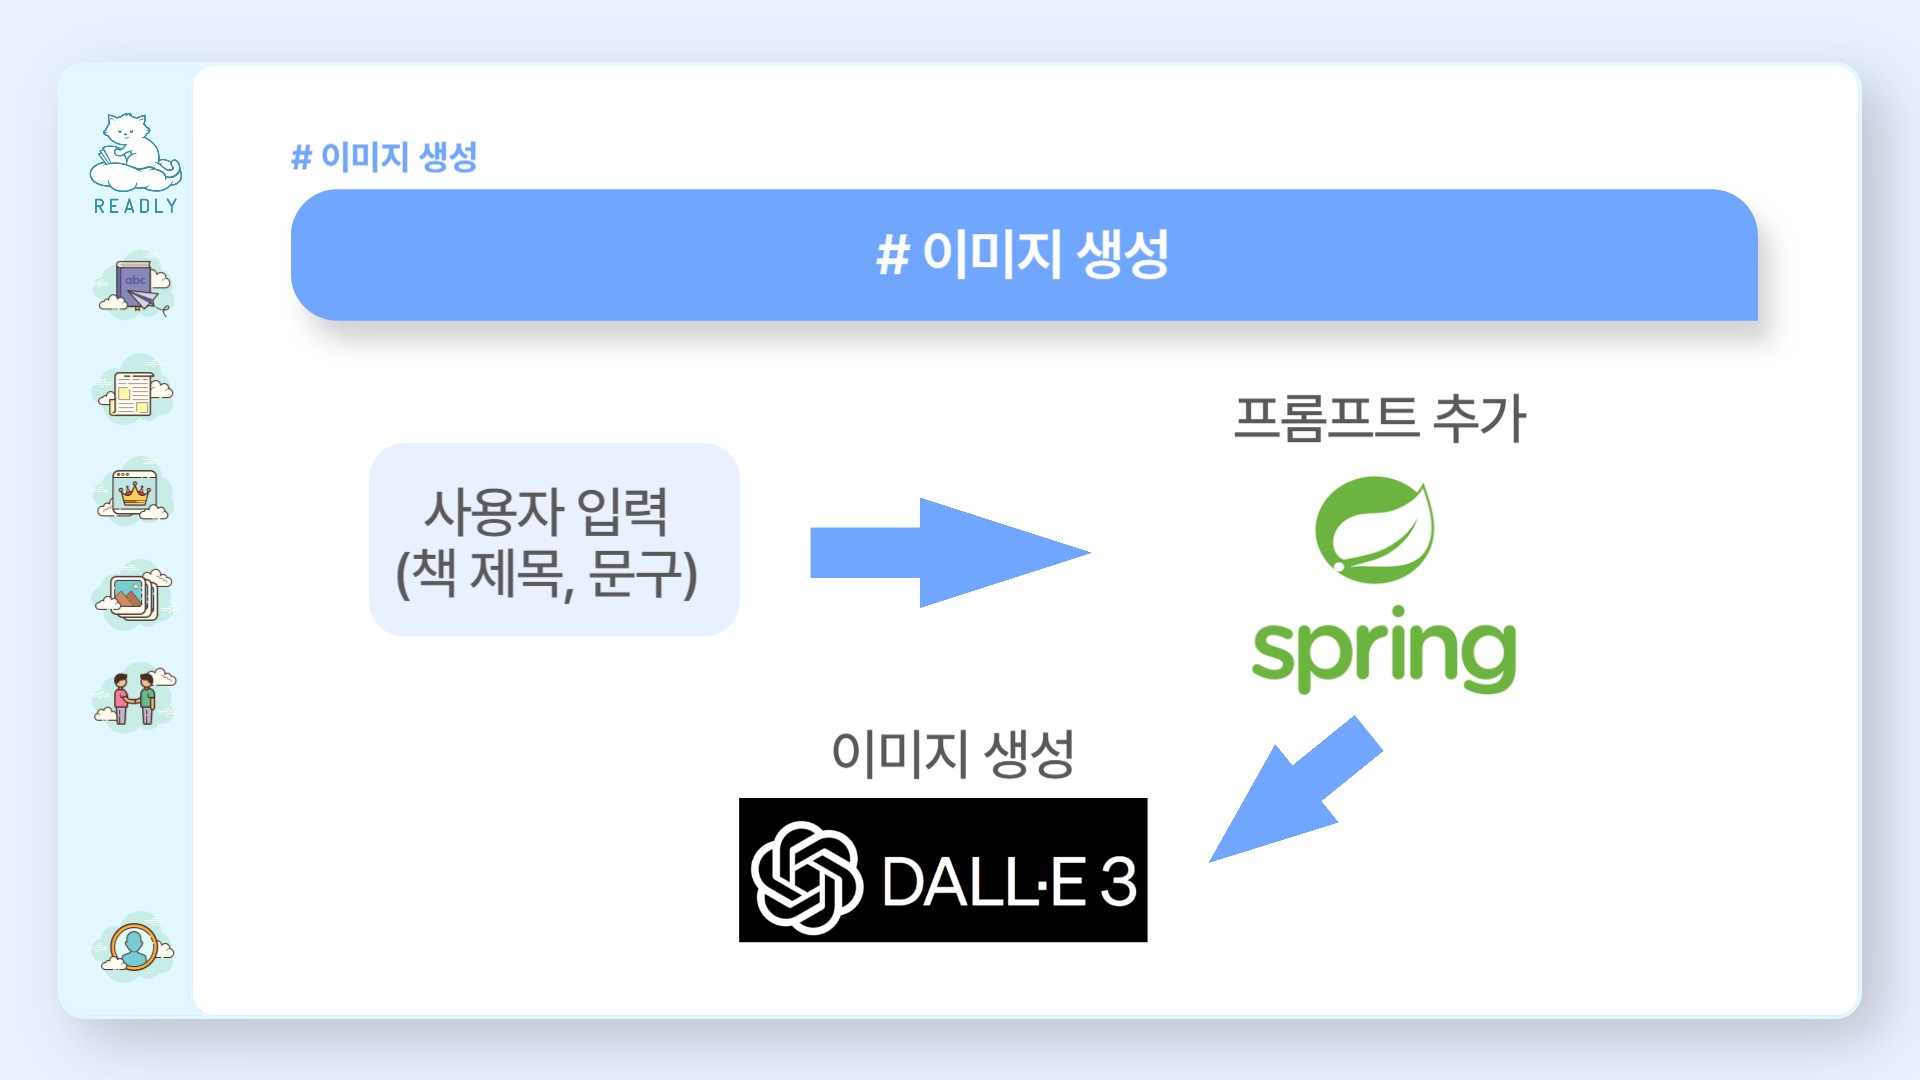 READLY
abc
# 이미지 생성
# 이미지 생성
사용자 입력
(책 제목, 문구)
프롬프트 추가
spring
이미지 생성
DALL·E 3